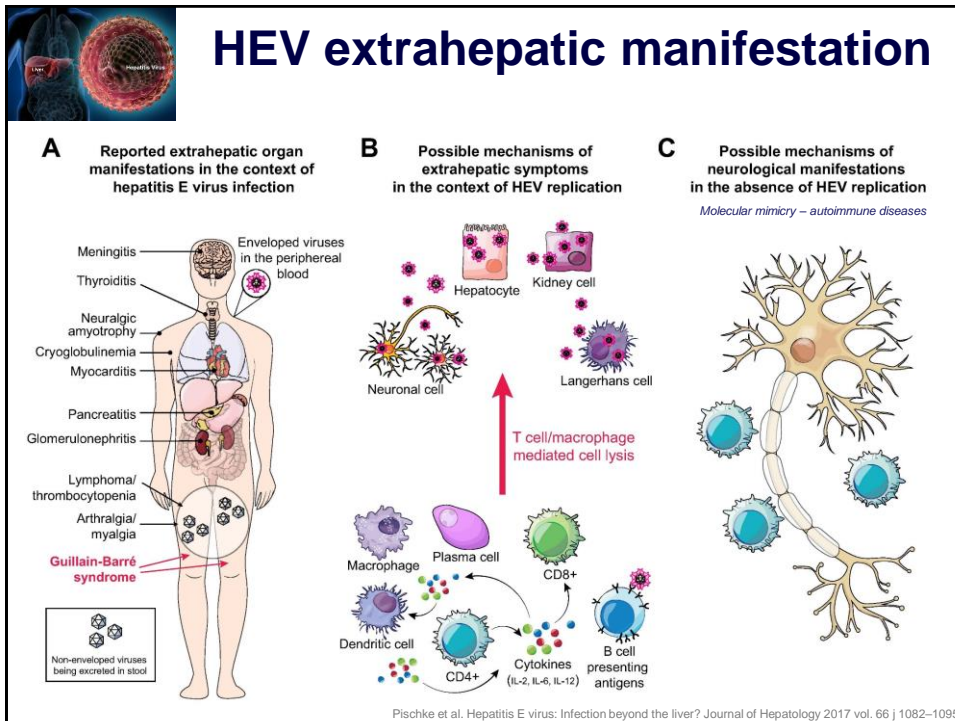 Liver
Hepatitis Virus
HEV extrahepatic manifestation
A
Reported extrahepatic organ
manifestations in the context of
hepatitis E virus infection
Meningitis
Thyroiditis
Neuralgic
amyotrophy
Cryoglobulinemia
Myocarditis
Pancreatitis
Glomerulonephritis
Lymphoma/
thrombocytopenia
Arthralgia/
myalgia
Guillain-Barré
syndrome
Enveloped viruses
in the periphereal
blood
Non-enveloped viruses
being excreted in stool
B
Possible mechanisms of
extrahepatic symptoms
in the context of HEV replication
Hepatocyte
Kidney cell
Neuronal cell
Langerhans cell
T cell/macrophage
mediated cell lysis
Macrophage
Plasma cell
CD8+
Dendritic cell
CD4+
Cytokines
(IL-2, IL-6, IL-12)
B cell
presenting
antigens
C
Possible mechanisms of
neurological manifestations
in the absence of HEV replication
Molecular mimicry – autoimmune diseases
Pischke et al. Hepatitis E virus: Infection beyond the liver? Journal of Hepatology 2017 vol. 66 j 1082–1095